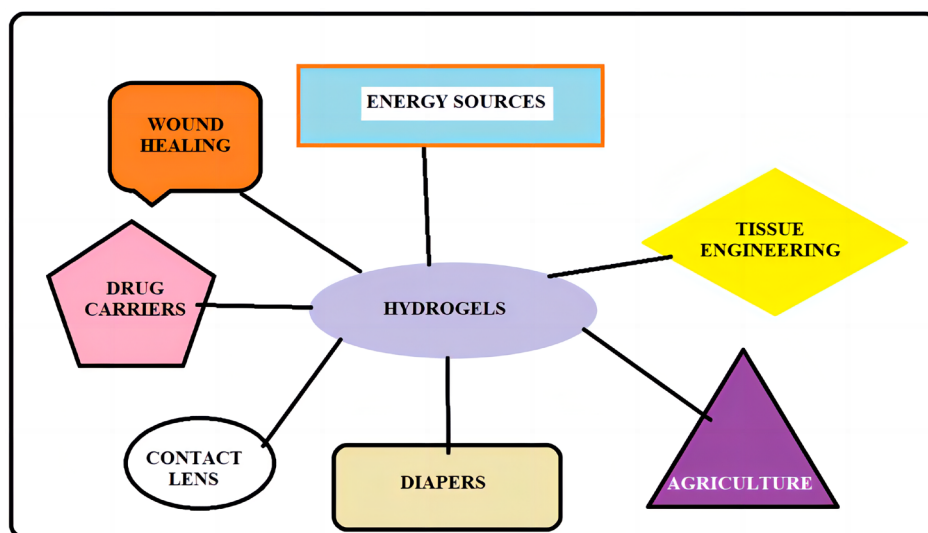 ENERGY SOURCES
WOUND
HEALING
TISSUE
ENGINEERING
DRUG
CARRIERS
HYDROGELS
CONTACT
LENS
DIAPERS
AGRICULTURE